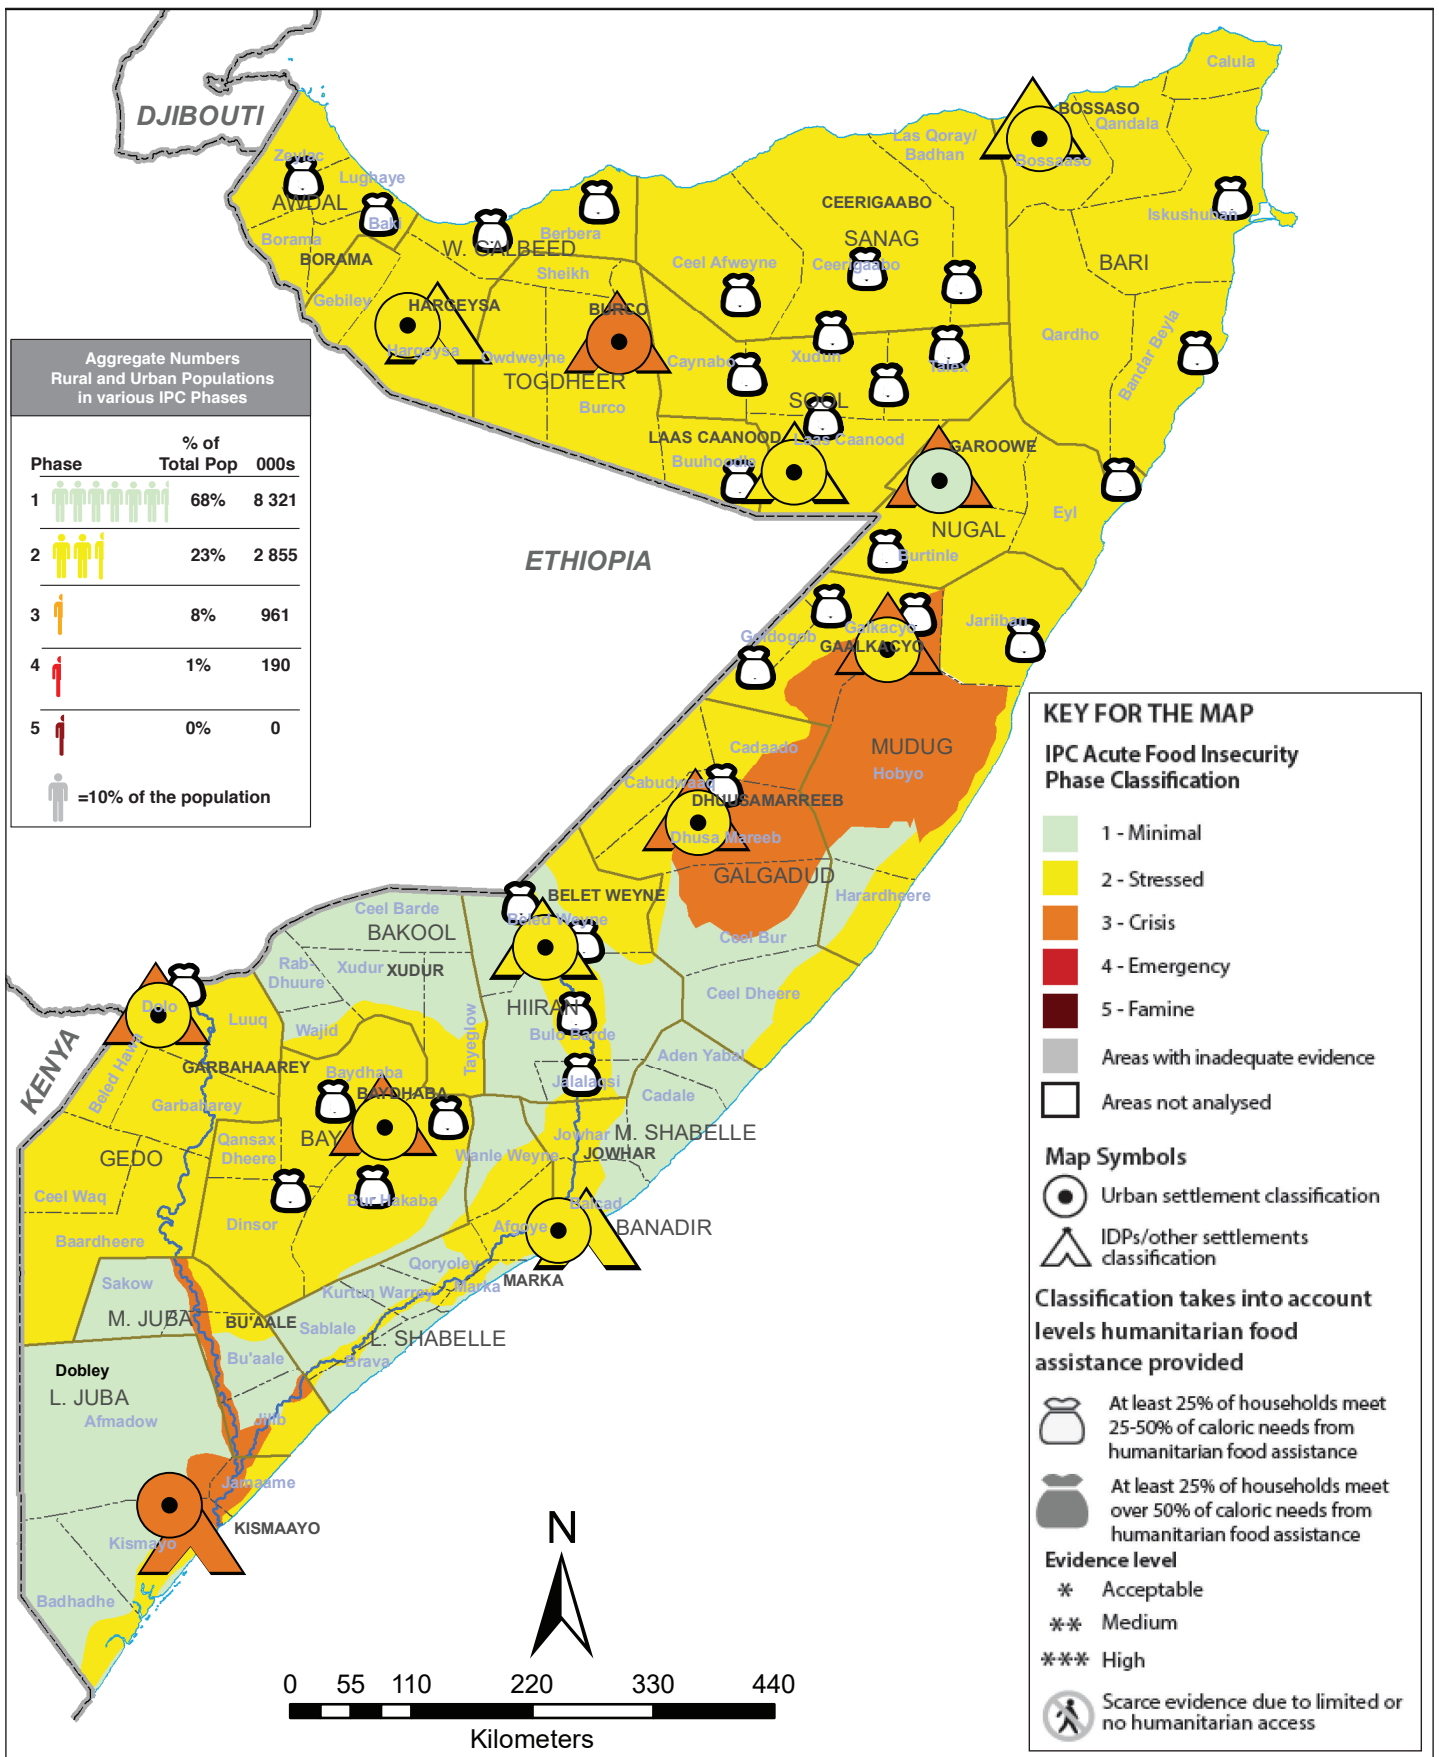 DJIBOUTI
Zeylac
Lughaye
AWDAL
Baki
Borama
BORAMA
W. GALBEED
Berbera
Sheikh
Gebiley
HARGEYSA
Hargeysa
Owdweyne
BURCO
TOGDHEER
Burco
Las Qoray/
Badhan
CEERIGAABO
SANAG
Ceel Afweyne
Ceerigaabo
Calula
BOSSASO
Qandala
Bossaaso
Iskushuban
BARI
Qardho
Bandar Beyla
Caynabo
Xudun
Talex
SOOL
LAAS CAANOOD
Laas Caanood
Buuhoodle
GAROOWE
NUGAL
Eyl
Burtinle
ETHIOPIA
Aggregate Numbers
Rural and Urban Populations
in various IPC Phases
Phase % of Total Pop 000s
1 68% 8 321
2 23% 2 855
3 8% 961
4 1% 190
5 0% 0
=10% of the population
Goldogob
Galkacyo
GAALKACYO
Jariiban
MUDUG
Hobyo
Cadaado
Cabudwaaq
DHUUSAMARREEB
Dhusa Mareeb
GALGADUD
Harardheere
Ceel Bur
Ceel Dheere
BELET WEYNE
Beled Weyne
HIIRAN
Bulo Barde
Jalalaqsi
Aden Yabal
Cadale
Ceel Barde
BAKOOL
Rab-
Dhuure
Xudur
XUDUR
Wajid
Tayeglow
KENYA
Dolo
Luuq
Beled Hawa
GARBAHAAREY
Garbaharey
GEDO
Ceel Waq
Baardheere
Baydhaba
BAYDHABA
BAY
Qansax
Dheere
Dinsor
Bur Hakaba
Wanle Weyne
Jowhar
M. SHABELLE
JOWHAR
Balcad
BANADIR
Afgoye
MARKA
Marka
Qoryoley
Kurtun Warrey
Sablale
L. SHABELLE
Brava
Sakow
M. JUBA
BU'AALE
Bu'aale
Dobley
L. JUBA
Afmadow
Jilib
Jamaame
KISMAAYO
Kismayo
Badhadhe
N
0 55 110 220 330 440
Kilometers
KEY FOR THE MAP
IPC Acute Food Insecurity
Phase Classification
1 - Minimal
2 - Stressed
3 - Crisis
4 - Emergency
5 - Famine
Areas with inadequate evidence
Areas not analysed
Map Symbols
Urban settlement classification
IDPs/other settlements
classification
Classification takes into account
levels humanitarian food
assistance provided
At least 25% of households meet
25-50% of caloric needs from
humanitarian food assistance
At least 25% of households meet
over 50% of caloric needs from
humanitarian food assistance
Evidence level
* Acceptable
** Medium
*** High
Scarce evidence due to limited or
no humanitarian access